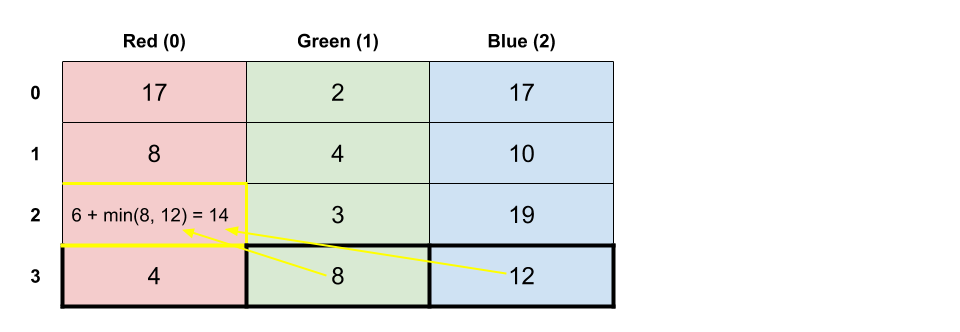 Red (0) Green (1) Blue (2)
0 17 2 17
1 8 4 10
2 6 + min(8, 12) = 14 3 19
3 4 8 12